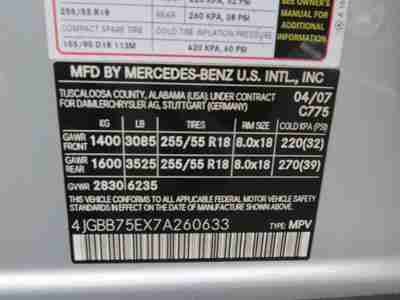 255/55 R18
REAR
260 KPA, 38 PSI
SEE OWNER'S
MANUAL FOR
ADDITIONAL
INFORMATION
COMPACT SPARE TIRE
COLD TIRE INFLATION PRESSURE
155/90 D18 113M
420 KPA, 60 PSI
MFD BY MERCEDES-BENZ U.S. INTL., INC
TUSCALOOSA COUNTY, ALABAMA (USA); UNDER CONTRACT 04/07
FOR DAIMLERCHRYSLER AG, STUTTGART (GERMANY) C775
KG LB TIRES RIM SIZE COLD KPA (PSI)
GAWR FRONT 1400 3085 255/55 R18 8.0x18 220(32)
GAWR REAR 1600 3525 255/55 R18 8.0x18 270(39)
GVWR 2830 6235
THIS VEHICLE CONFORMS TO ALL APPLICABLE FEDERAL MOTOR VEHICLE
SAFETY STANDARDS IN EFFECT ON THE DATE OF MANUFACTURE SHOWN ABOVE.
4JGBB75EX7A260633 TYPE: MPV